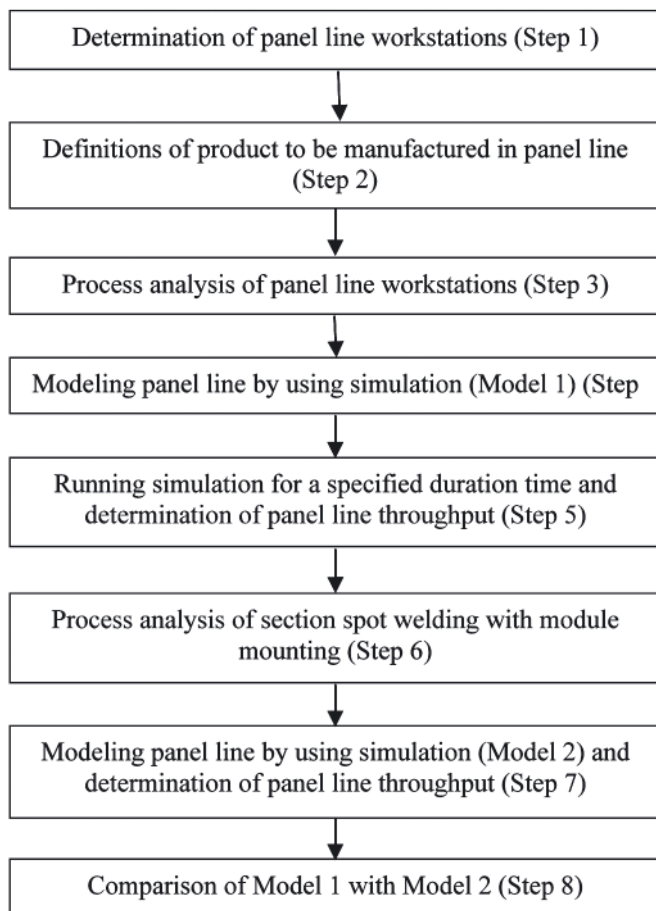 Determination of panel line workstations (Step 1)
Definitions of product to be manufactured in panel line
(Step 2)
Process analysis of panel line workstations (Step 3)
Modeling panel line by using simulation (Model 1) (Step
Running simulation for a specified duration time and
determination of panel line throughput (Step 5)
Process analysis of section spot welding with module
mounting (Step 6)
Modeling panel line by using simulation (Model 2) and
determination of panel line throughput (Step 7)
Comparison of Model 1 with Model 2 (Step 8)